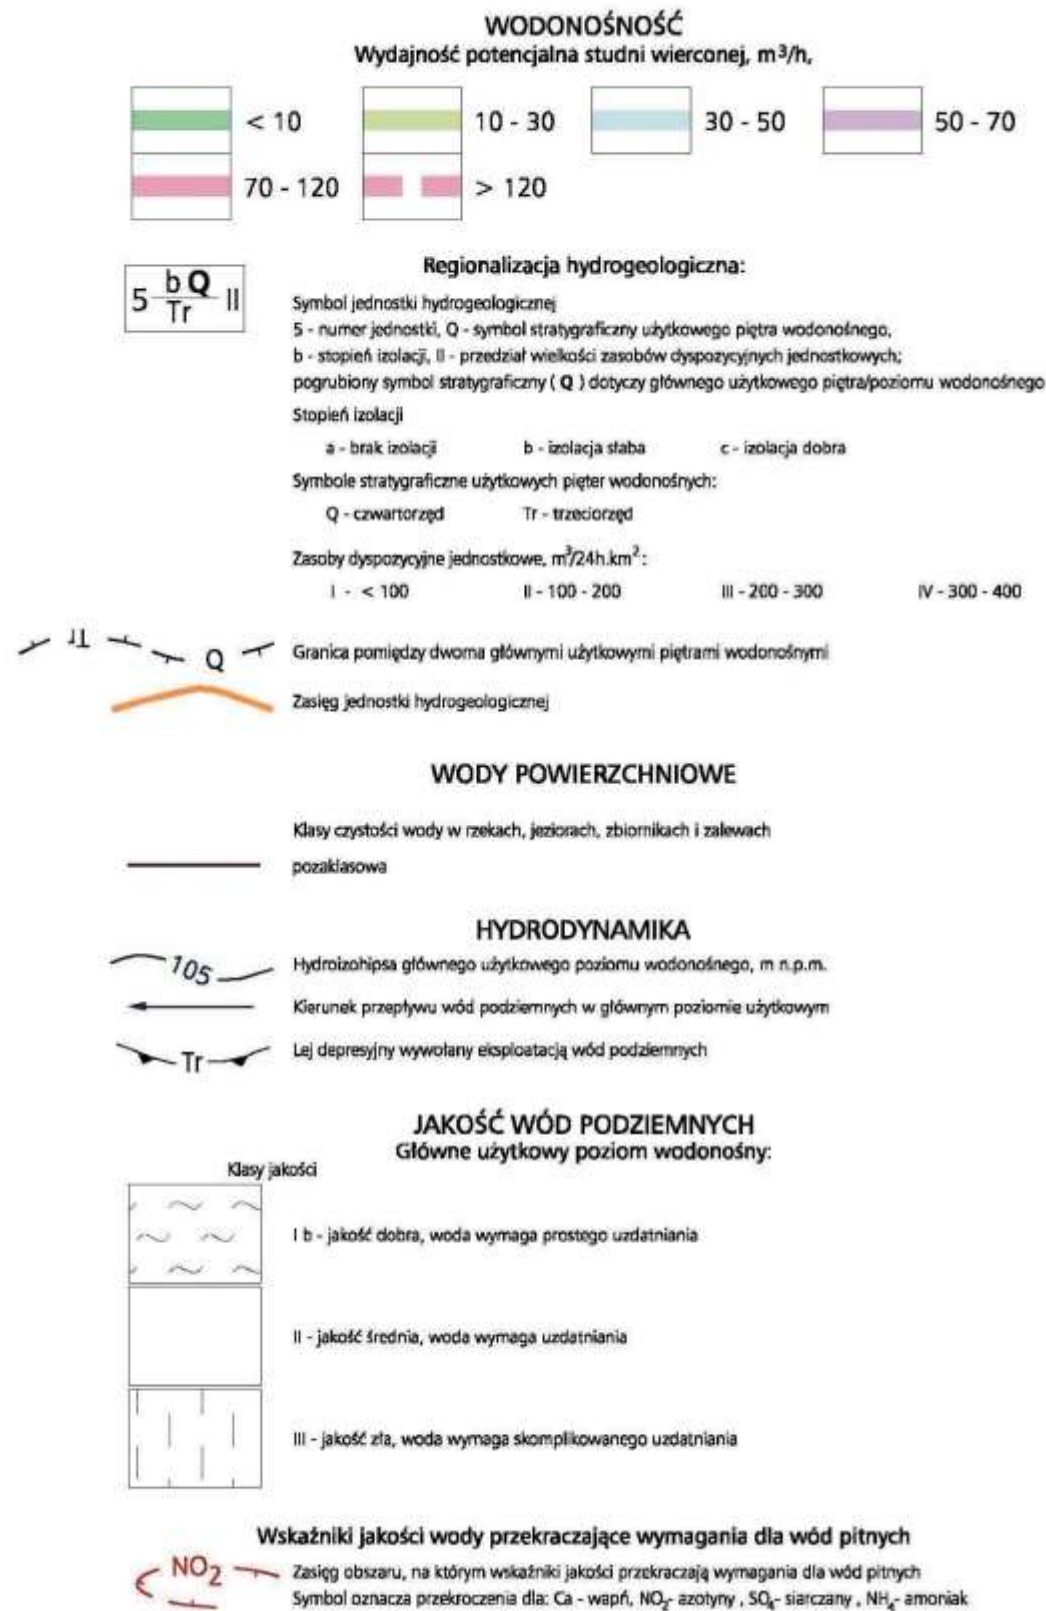 WODONOŚNOŚĆ
Wydajność potencjalna studni wierconej, m³/h,
< 10 10 - 30 30 - 50 50 - 70
70 - 120 > 120
Regionalizacja hydrogeologiczna:
5 b Q / Tr II
Symbol jednostki hydrogeologicznej
5 - numer jednostki, Q - symbol stratygraficzny użytkowego piętra wodonośnego,
b - stopień izolacji, II - przedział wielkości zasobów dyspozycyjnych jednostkowych;
pogrubiony symbol stratygraficzny ( Q ) dotyczy głównego użytkowego piętra/poziomu wodonośnego
Stopień izolacji
a - brak izolacji b - izolacja słaba c - izolacja dobra
Symbole stratygraficzne użytkowych pięter wodonośnych:
Q - czwartorzęd Tr - trzeciorzęd
Zasoby dyspozycyjne jednostkowe, m³/24h.km²:
I - < 100 II - 100 - 200 III - 200 - 300 IV - 300 - 400
Tr Q Granica pomiędzy dwoma głównymi użytkowymi piętrami wodonośnymi
Zasięg jednostki hydrogeologicznej
WODY POWIERZCHNIOWE
Klasy czystości wody w rzekach, jeziorach, zbiornikach i zalewach
pozaklasowa
HYDRODYNAMIKA
105 Hydroizohipsa głównego użytkowego poziomu wodonośnego, m n.p.m.
Kierunek przepływu wód podziemnych w głównym poziomie użytkowym
Tr Lej depresyjny wywołany eksploatacją wód podziemnych
JAKOŚĆ WÓD PODZIEMNYCH
Główne użytkowy poziom wodonośny:
Klasy jakości
I b - jakość dobra, woda wymaga prostego uzdatniania
II - jakość średnia, woda wymaga uzdatniania
III - jakość zła, woda wymaga skomplikowanego uzdatniania
Wskaźniki jakości wody przekraczające wymagania dla wód pitnych
NO₂ Zasięg obszaru, na którym wskaźniki jakości przekraczają wymagania dla wód pitnych
Symbol oznacza przekroczenia dla: Ca - wapń, NO₂- azotyny , SO₄- siarczany , NH₄- amoniak